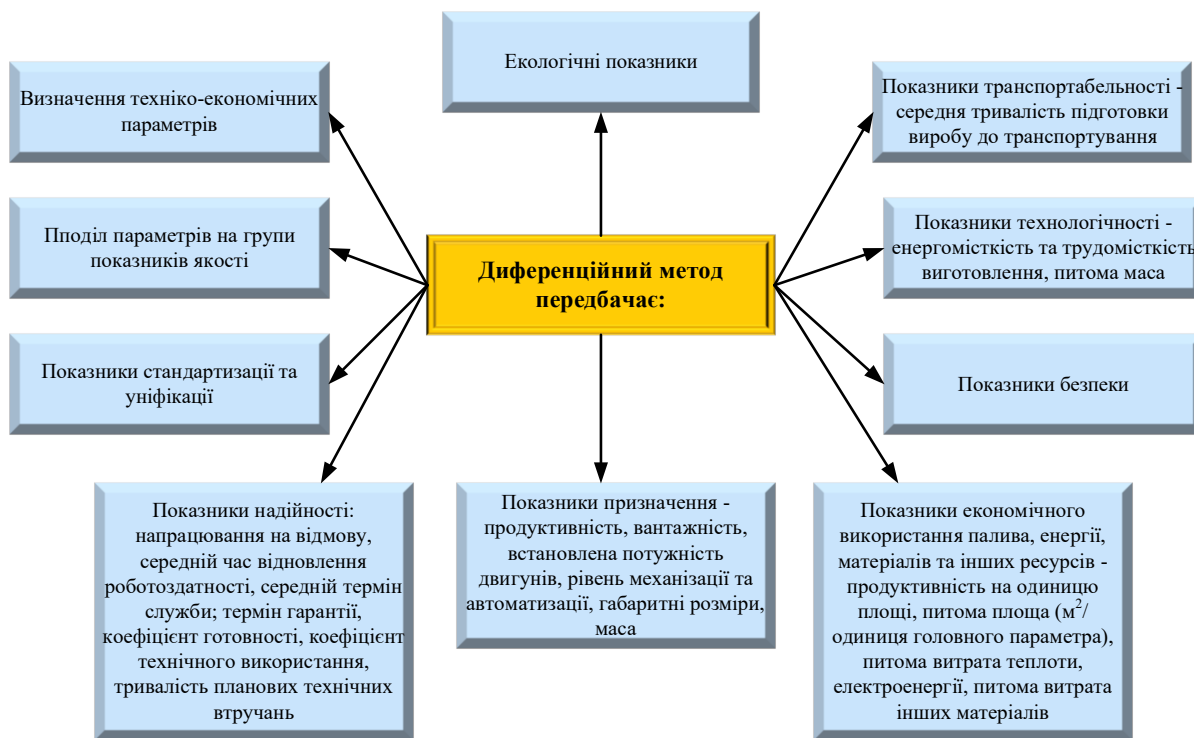 Екологічні показники
Визначення техніко-економічних
параметрів
Показники транспортабельності -
середня тривалість підготовки
виробу до транспортування
Пподіл параметрів на групи
показників якості
Диференційний метод
передбачає:
Показники технологічності -
енергомісткість та трудомісткість
виготовлення, питома маса
Показники стандартизації та
уніфікації
Показники безпеки
Показники надійності:
напрацювання на відмову,
середній час відновлення
роботоздатності, середній термін
служби; термін гарантії,
коефіцієнт готовності, коефіцієнт
технічного використання,
тривалість планових технічних
втручань
Показники призначення -
продуктивність, вантажність,
встановлена потужність
двигунів, рівень механізації та
автоматизації, габаритні розміри,
маса
Показники економічного
використання палива, енергії,
матеріалів та інших ресурсів -
продуктивність на одиницю
площі, питома площа (м²/
одиниця головного параметра),
питома витрата теплоти,
електроенергії, питома витрата
інших матеріалів